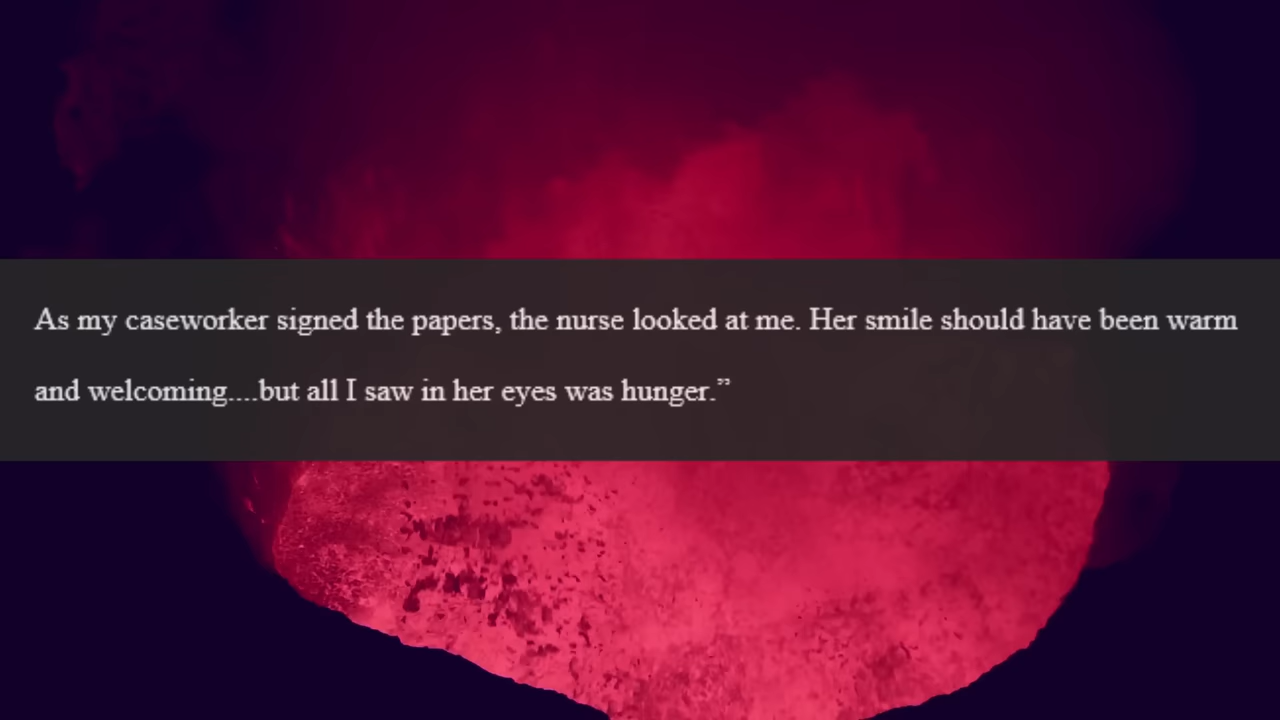 As my caseworker signed the papers, the nurse looked at me. Her smile should have been warm
and welcoming....but all I saw in her eyes was hunger.”